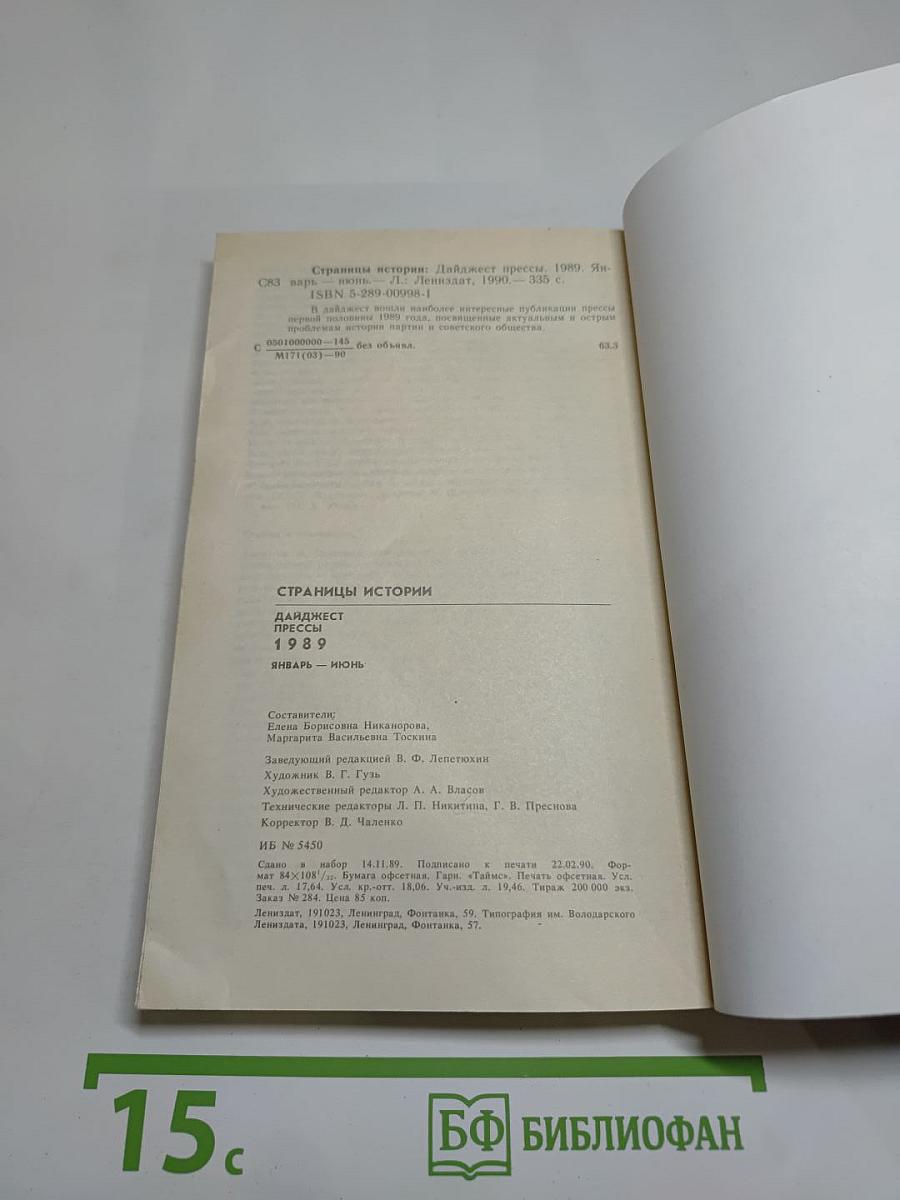 Страницы истории: Дайджест прессы. 1989. Ян-
С83 варь — июнь.— Л.: Лениздат, 1990.— 335 с.
ISBN 5-289-00998-1
В дайджест вошли наиболее интересные публикации прессы
первой половины 1989 года, посвященные актуальным и острым
проблемам истории партии и советского общества.
С 0501000000—145 без объявл. 63.3
М171(03)—90
СТРАНИЦЫ ИСТОРИИ
ДАЙДЖЕСТ
ПРЕССЫ
1989
ЯНВАРЬ — ИЮНЬ
Составители:
Елена Борисовна Никанорова,
Маргарита Васильевна Тоскина
Заведующий редакцией В. Ф. Лепетюхин
Художник В. Г. Гузь
Художественный редактор А. А. Власов
Технические редакторы Л. П. Никитина, Г. В. Преснова
Корректор В. Д. Чаленко
ИБ № 5450
Сдано в набор 14.11.89. Подписано к печати 22.02.90. Фор-
мат 84×108¹/₃₂. Бумага офсетная. Гарн. «Таймс». Печать офсетная. Усл.
печ. л. 17,64. Усл. кр.-отт. 18,06. Уч.-изд. л. 19,46. Тираж 200 000 экз.
Заказ № 284. Цена 85 коп.
Лениздат, 191023, Ленинград, Фонтанка, 59. Типография им. Володарского
Лениздата, 191023, Ленинград, Фонтанка, 57.
15 с БФ БИБЛИОФАН